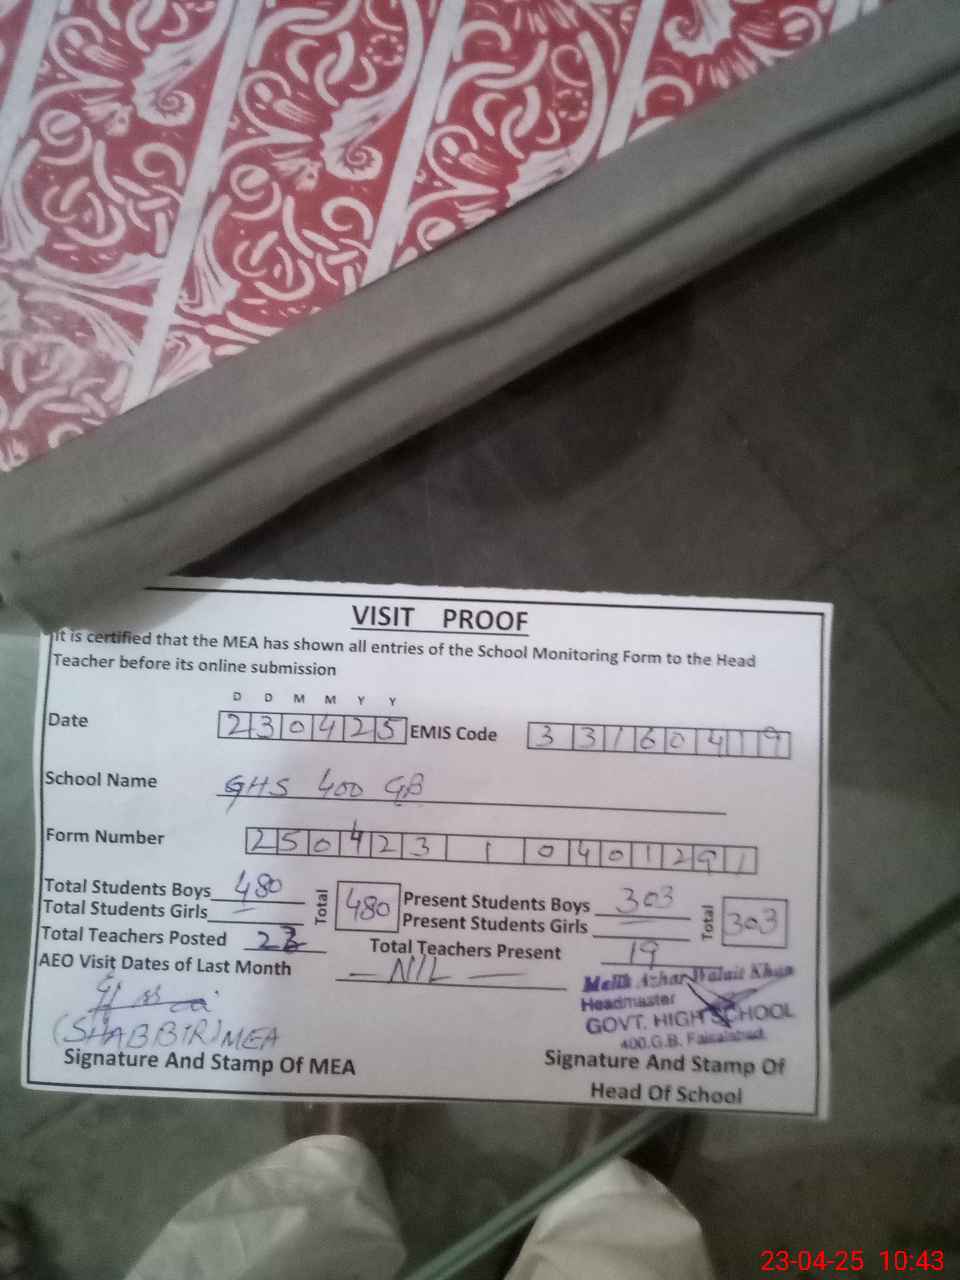 VISIT PROOF
It is certified that the MEA has shown all entries of the School Monitoring Form to the Head
Teacher before its online submission
D D M M Y Y
Date 230425 EMIS Code 33160419
School Name GHS 400 GB
Form Number 250423 1 0401291
Total Students Boys 480 Total 480 Present Students Boys 303 Total 303
Total Students Girls — Present Students Girls —
Total Teachers Posted Total Teachers Present 19
AEO Visit Dates of Last Month — NIL —
Malik Azhar Walait Khan
Headmaster
GOVT. HIGH SCHOOL
400.G.B. Faisalabad.
(SHABBIR) MEA
Signature And Stamp Of MEA Signature And Stamp Of
Head Of School
23-04-25 10:43